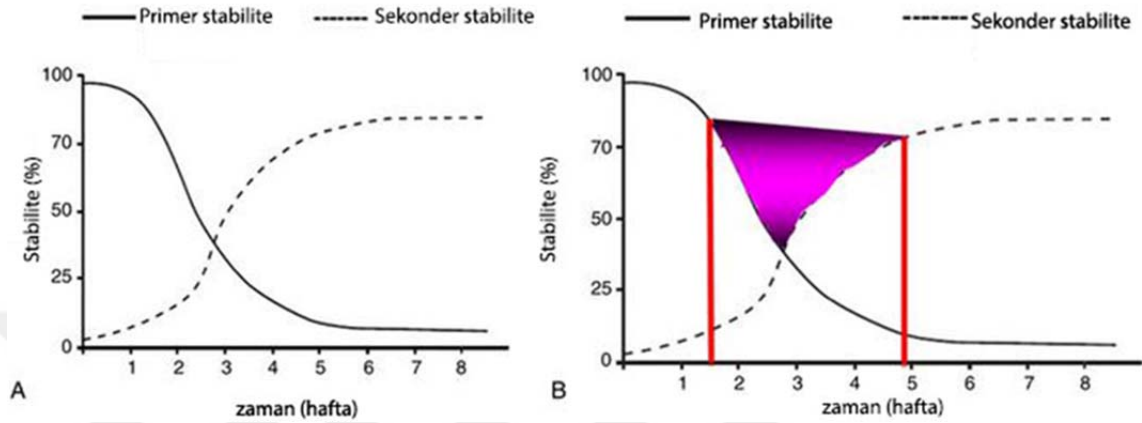 Primer stabilite Sekonder stabilite
100
70
50
25
0
1 2 3 4 5 6 7 8
Stabilite (%)
zaman (hafta)
A
Primer stabilite Sekonder stabilite
100
70
50
25
0
1 2 3 4 5 6 7 8
Stabilite (%)
zaman (hafta)
B